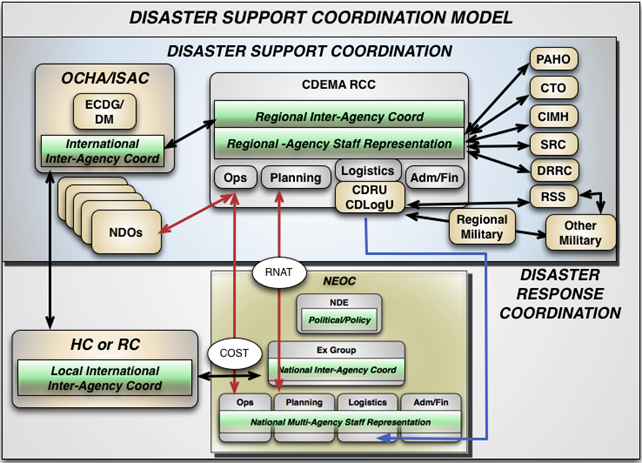 DISASTER SUPPORT COORDINATION MODEL
DISASTER SUPPORT COORDINATION
OCHA/ISAC
ECDG/
DM
International
Inter-Agency Coord
NDOs
CDEMA RCC
Regional Inter-Agency Coord
Regional -Agency Staff Representation
Ops
Planning
Logistics
Adm/Fin
CDRU
CDLogU
PAHO
CTO
CIMH
SRC
DRRC
RSS
Regional
Military
Other
Military
DISASTER
RESPONSE
COORDINATION
RNAT
COST
HC or RC
Local International
Inter-Agency Coord
NEOC
NDE
Political/Policy
Ex Group
National Inter-Agency Coord
Ops
Planning
Logistics
Adm/Fin
National Multi-Agency Staff Representation